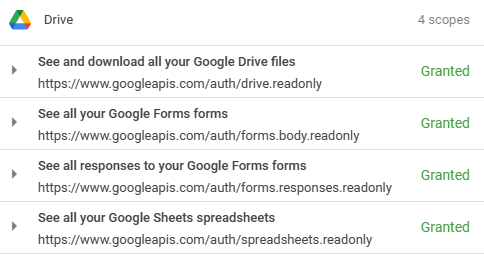 Drive 4 scopes
See and download all your Google Drive files
https://www.googleapis.com/auth/drive.readonly
Granted
See all your Google Forms forms
https://www.googleapis.com/auth/forms.body.readonly
Granted
See all responses to your Google Forms forms
https://www.googleapis.com/auth/forms.responses.readonly
Granted
See all your Google Sheets spreadsheets
https://www.googleapis.com/auth/spreadsheets.readonly
Granted